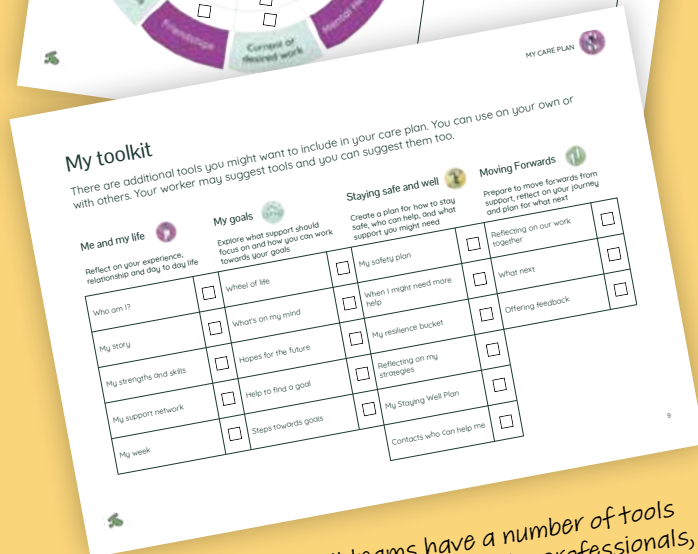 Friendships
Current or
desired work
Mental
MY CARE PLAN
My toolkit
There are additional tools you might want to include in your care plan. You can use on your own or
with others. Your worker may suggest tools and you can suggest them too.
Me and my life
Reflect on your experience,
relationship and day to day life
Who am I?
My story
My strengths and skills
My support network
My week
My goals
Explore what support should
focus on and how you can work
towards your goals
Wheel of life
What's on my mind
Hopes for the future
Help to find a goal
Steps towards goals
Staying safe and well
Create a plan for how to stay
safe, who can help, and what
support you might need
My safety plan
When I might need more
help
My resilience bucket
Reflecting on my
strategies
My Staying Well Plan
Contacts who can help me
Moving Forwards
Prepare to move forwards from
support, reflect on your journey
and plan for what next
Reflecting on our work
together
What next
Offering feedback
9
teams have a number of tools
professionals,